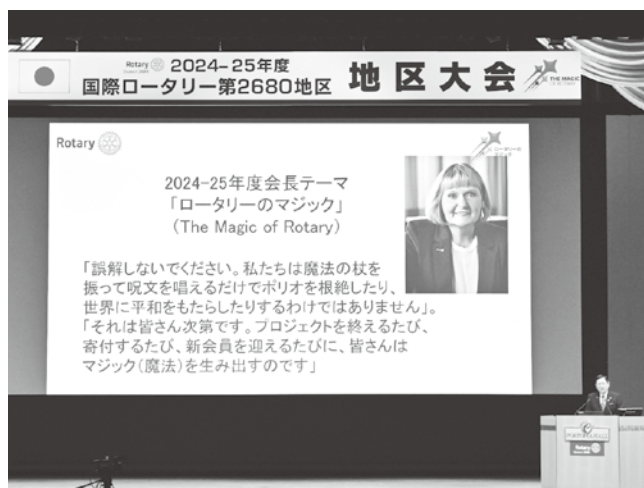 Rotary
2024-25年度
国際ロータリー第2680地区
地区大会
THE MAGIC
Rotary
2024-25年度会長テーマ
「ロータリーのマジック」
(The Magic of Rotary)
「誤解しないでください。私たちは魔法の杖を
振って呪文を唱えるだけでポリオを根絶したり、
世界に平和をもたらしたりするわけではありません」。
「それは皆さん次第です。プロジェクトを終えるたび、
寄付するたび、新会員を迎えるたびに、皆さんは
マジック(魔法)を生み出すのです」
Rotary